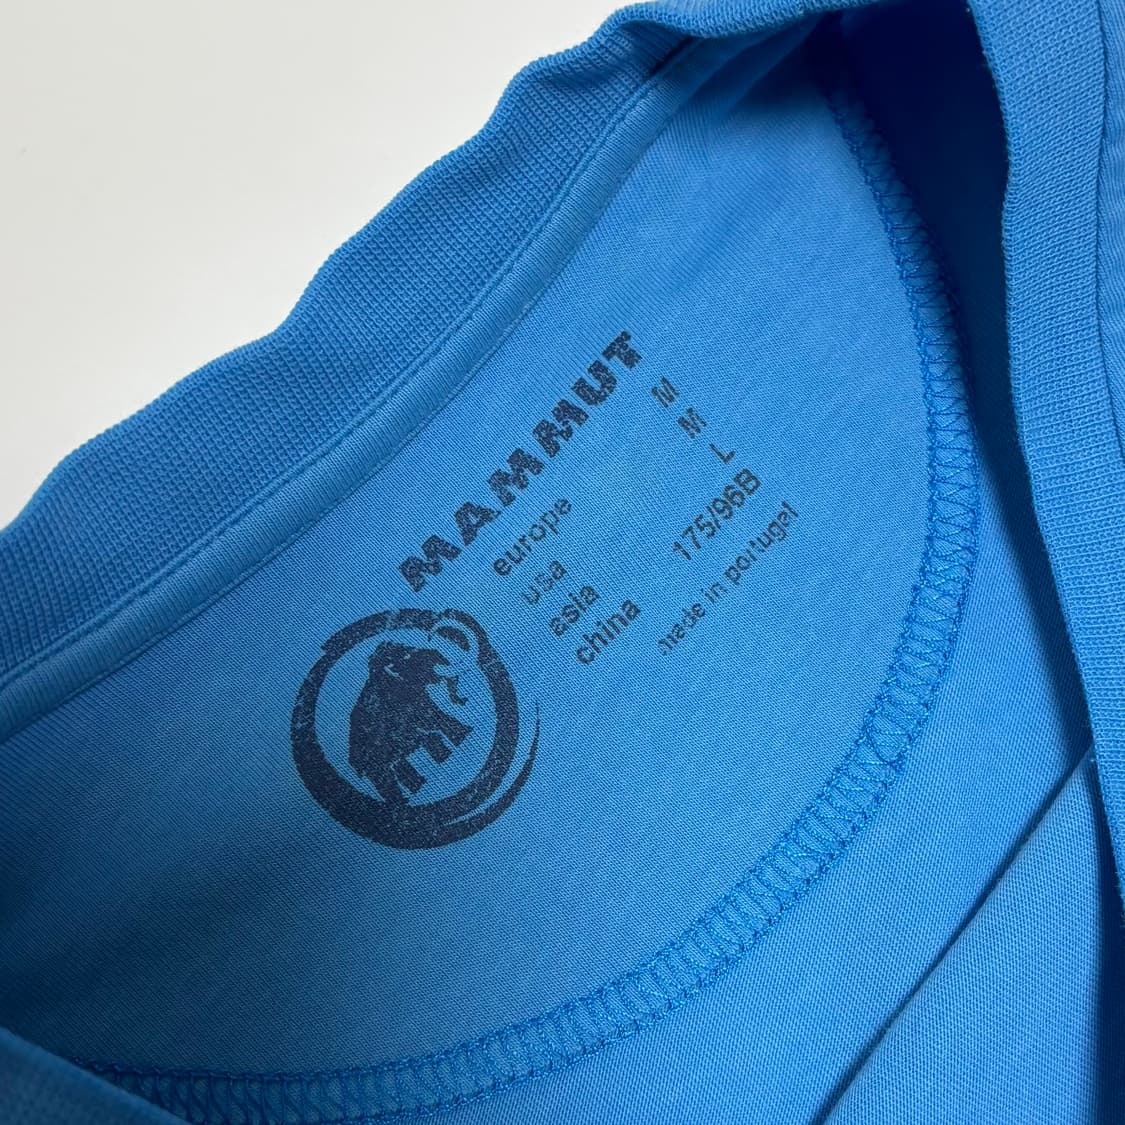 MAMMUT
europe M
usa M
asia L
china 175/96B
made in portugal